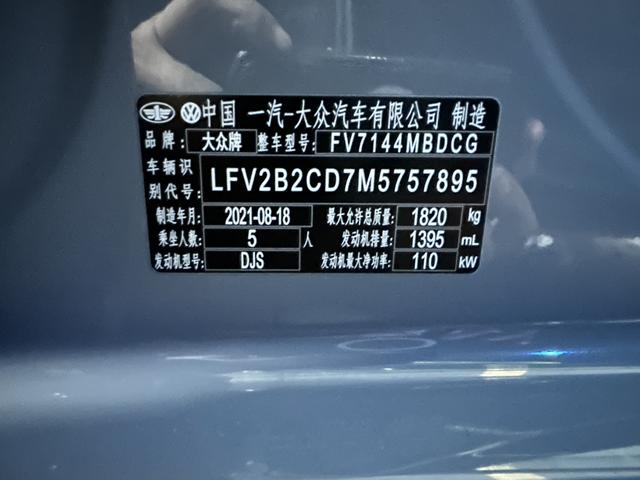 中国 一汽-大众汽车有限公司 制造
品牌: 大众牌 整车型号: FV7144MBDCG
车辆识别代号: LFV2B2CD7M5757895
制造年月: 2021-08-18 最大允许总质量: 1820 kg
乘坐人数: 5 人 发动机排量: 1395 mL
发动机型号: DJS 发动机最大净功率: 110 kW